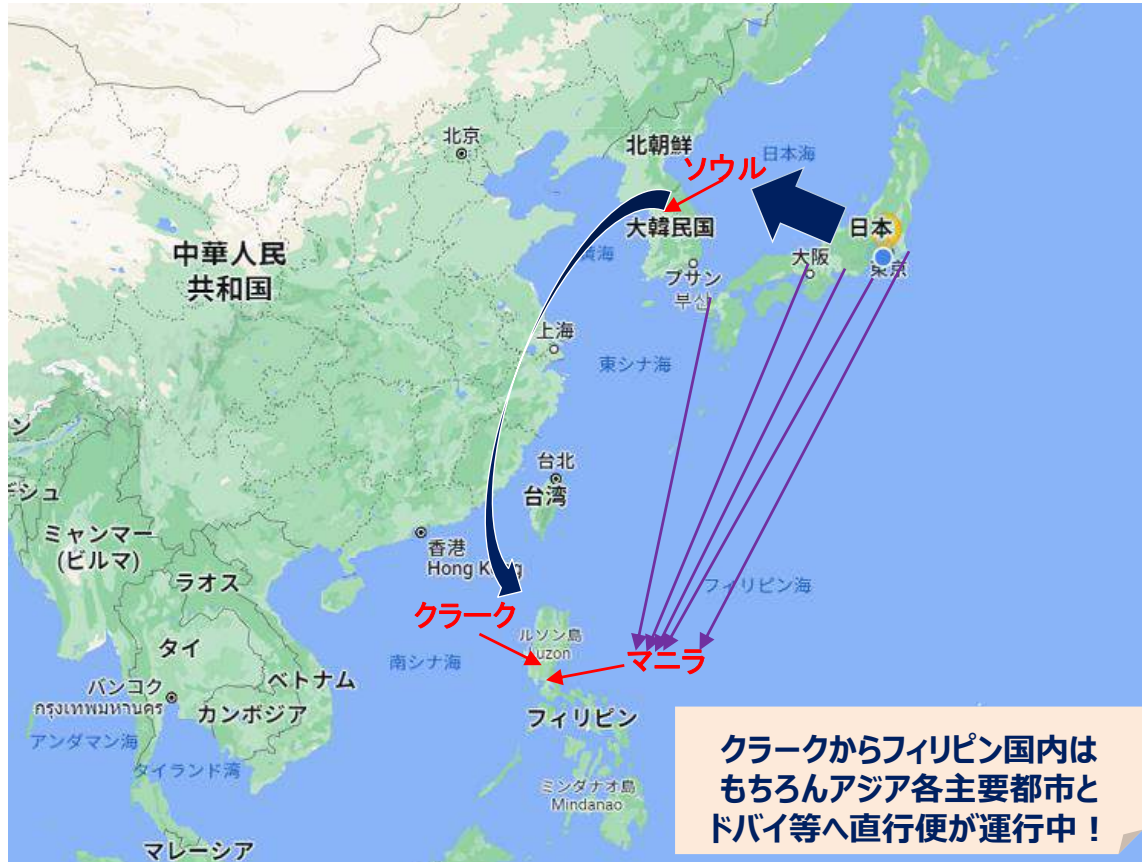 北京
北朝鮮
日本海
ソウル
中華人民
共和国
大韓民国
黄海
日本
大阪
東京
プサン
부산
上海
東シナ海
台北
台湾
ン
デシュ
ミャンマー
(ビルマ)
香港
Hong Kong
ラオス
フィリピン海
クラーク
ルソン島
Luzon
タイ
南シナ海
マニラ
ベトナム
バンコク
กรุงเทพมหานคร
カンボジア
フィリピン
アンダマン海
タイランド湾
ミンダナオ島
Mindanao
マレーシア
クラークからフィリピン国内は
もちろんアジア各主要都市と
ドバイ等へ直行便が運行中！